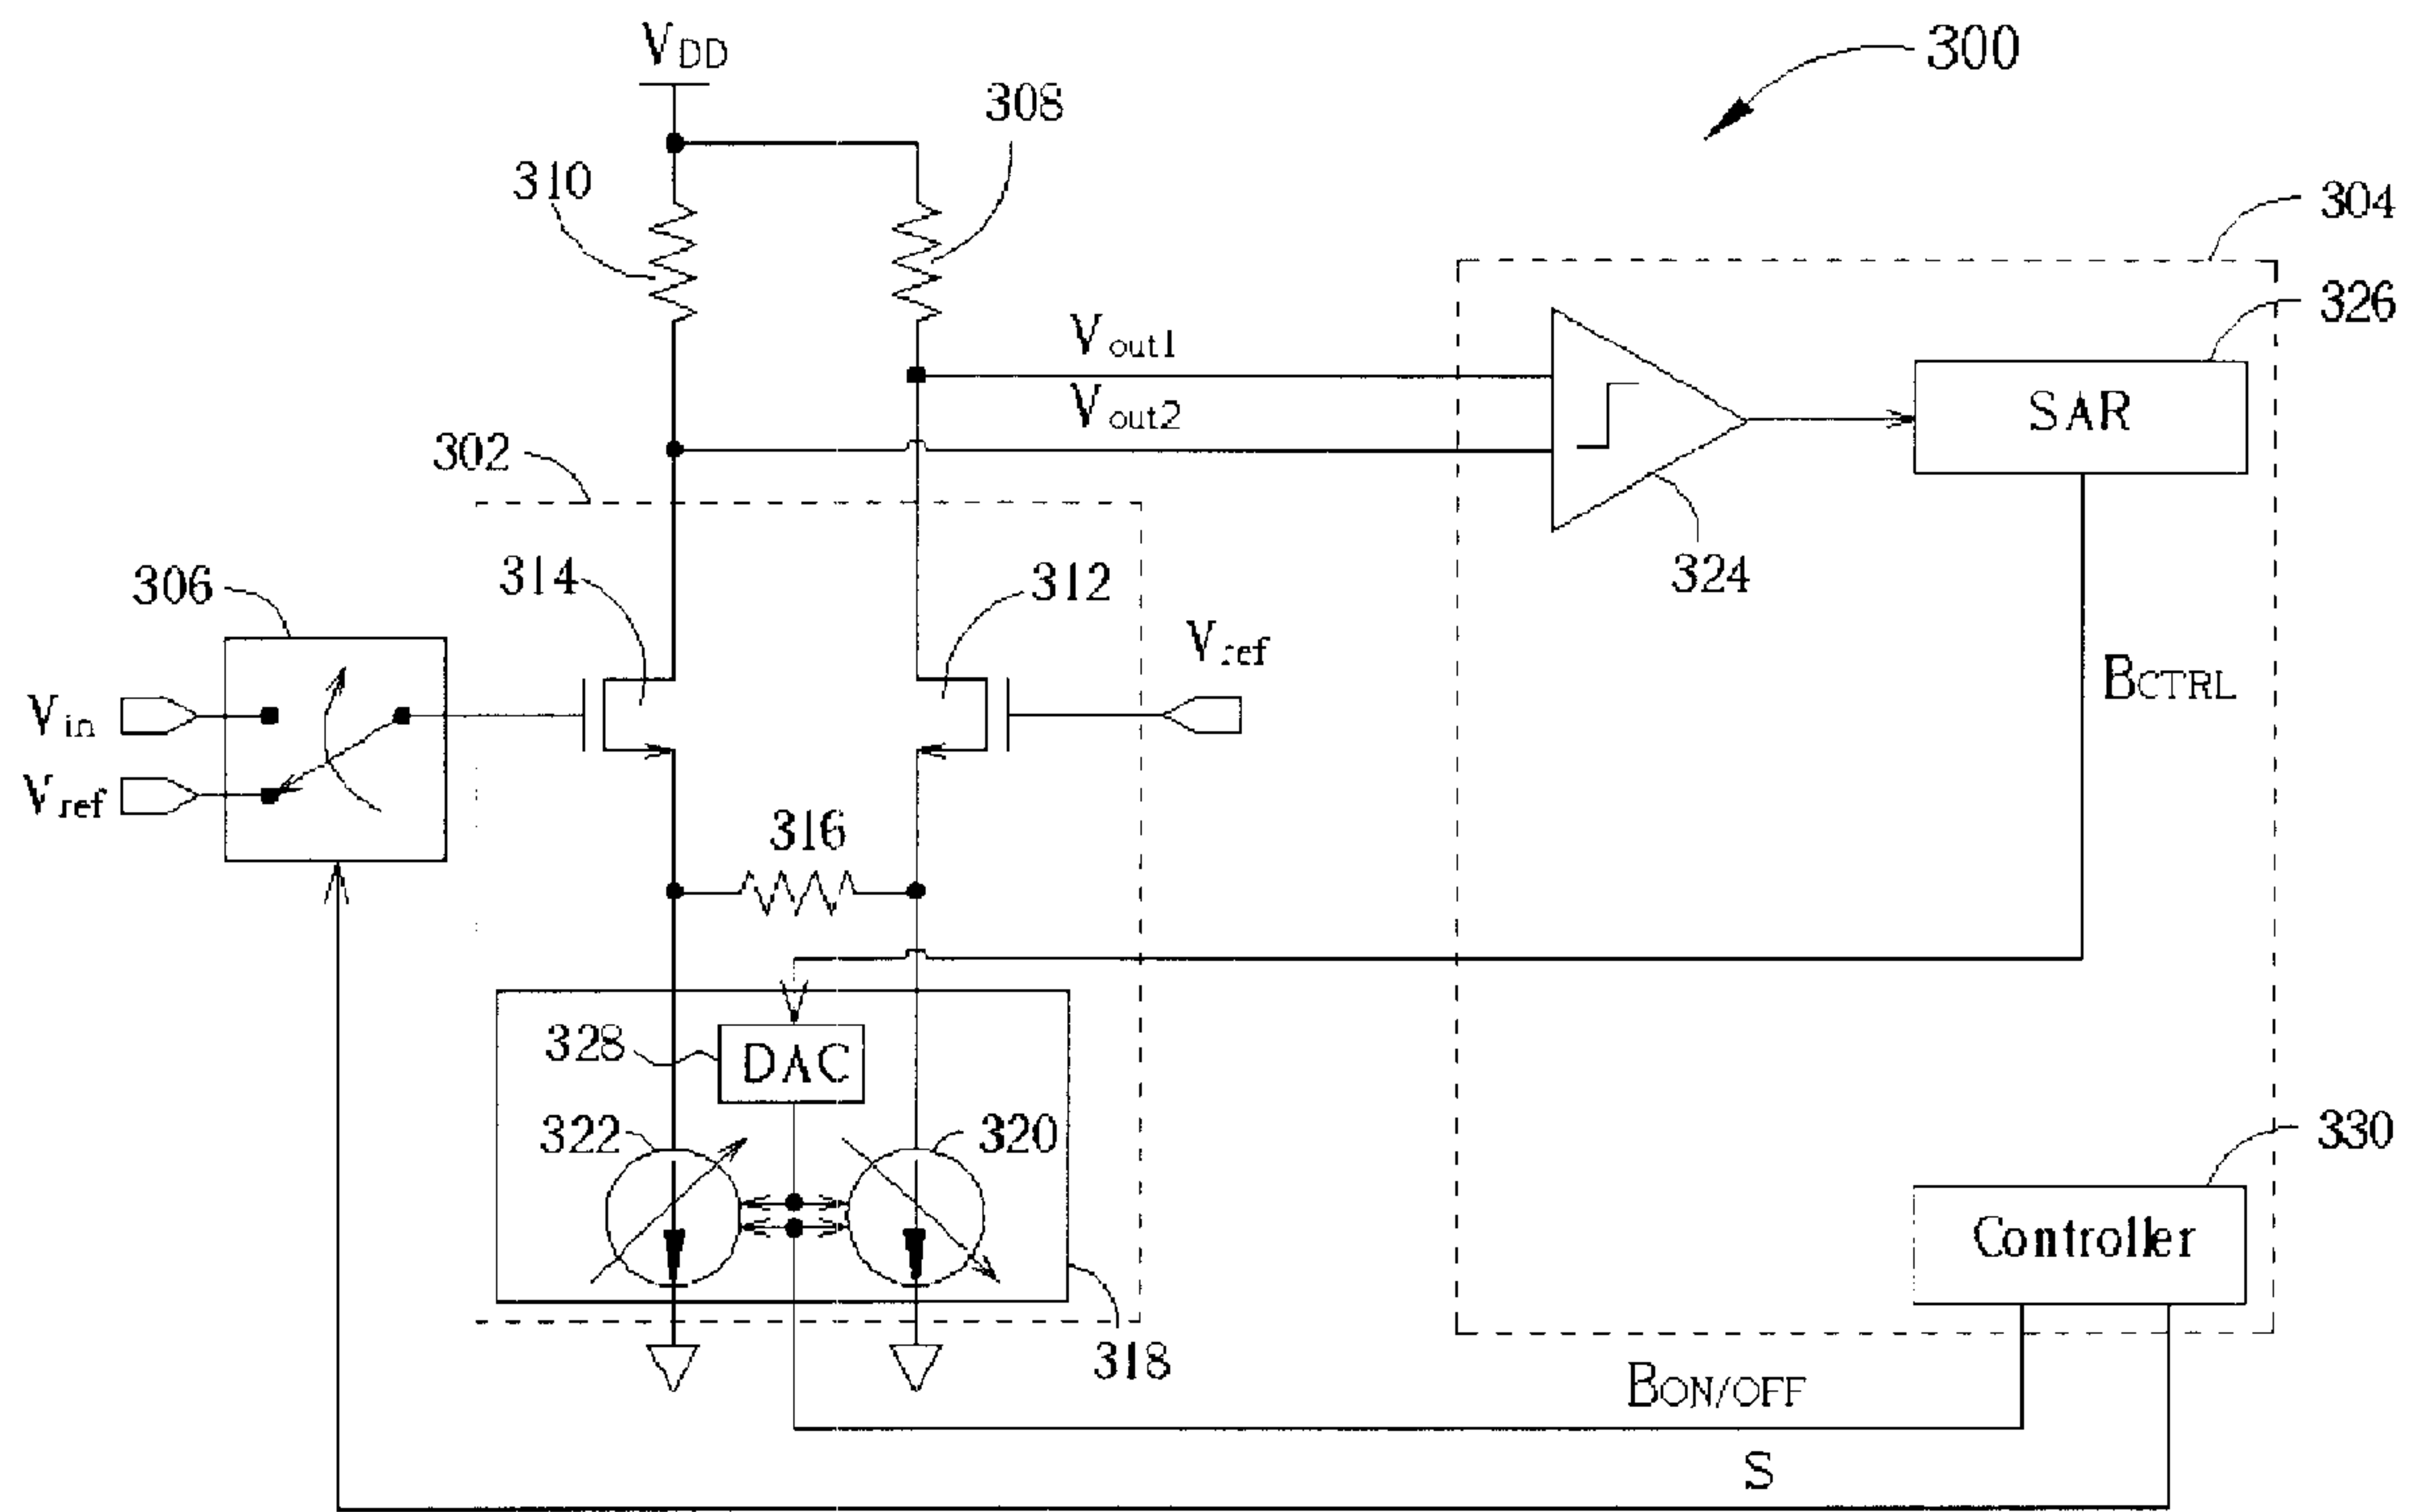 300
VDD
308
310
304
326
Vout1
SAR
Vout2
302
324
314
312
306
Vref
BCTRL
Vin
Vref
316
328
DAC
322
320
330
Controller
318
BON/OFF
S